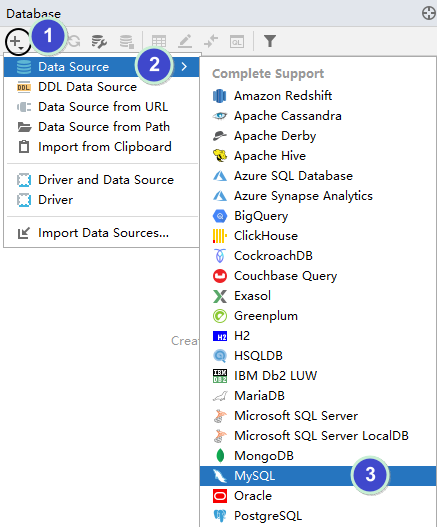 Database
1
Data Source
2
DDL Data Source
Data Source from URL
Data Source from Path
Import from Clipboard
Driver and Data Source
Driver
Import Data Sources...
Complete Support
Amazon Redshift
Apache Cassandra
Apache Derby
Apache Hive
Azure SQL Database
Azure Synapse Analytics
BigQuery
ClickHouse
CockroachDB
Couchbase Query
Exasol
Greenplum
H2
HSQLDB
IBM Db2 LUW
MariaDB
Microsoft SQL Server
Microsoft SQL Server LocalDB
MongoDB
MySQL
3
Oracle
PostgreSQL
Crea